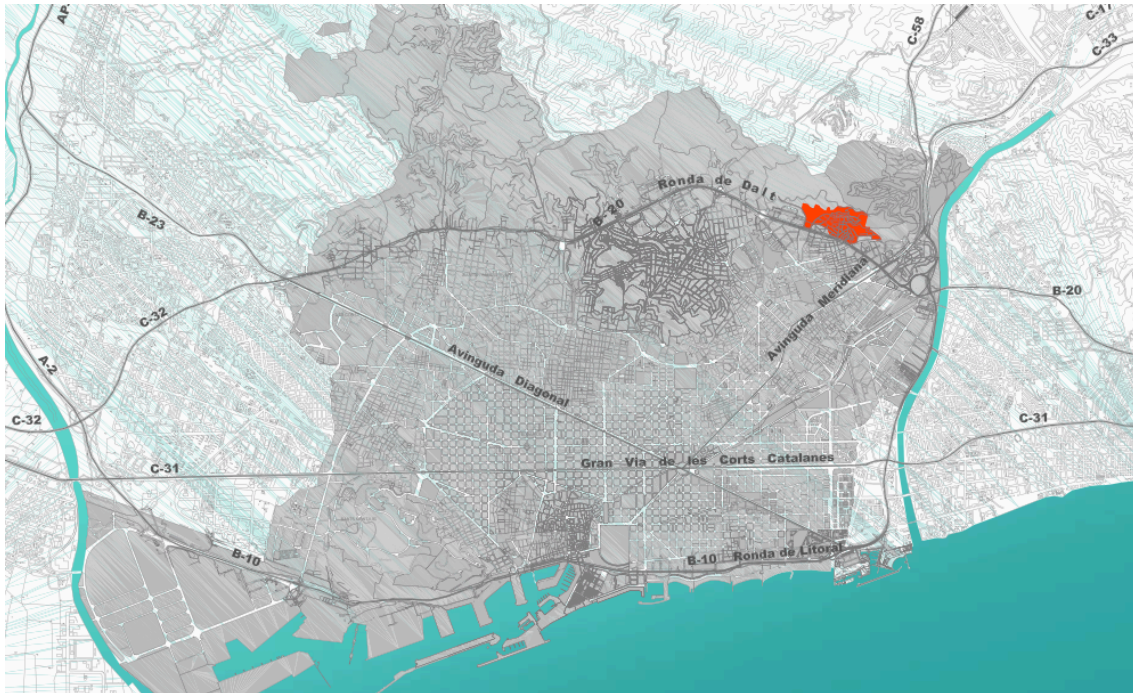 AP-
C-58
C-17
C-33
Ronda de Dalt
B-20
B-23
Avinguda Meridiana
B-20
C-32
A-2
Avinguda Diagonal
C-32
C-31
C-31
Gran Via de les Corts Catalanes
B-10
B-10 Ronda de Litoral